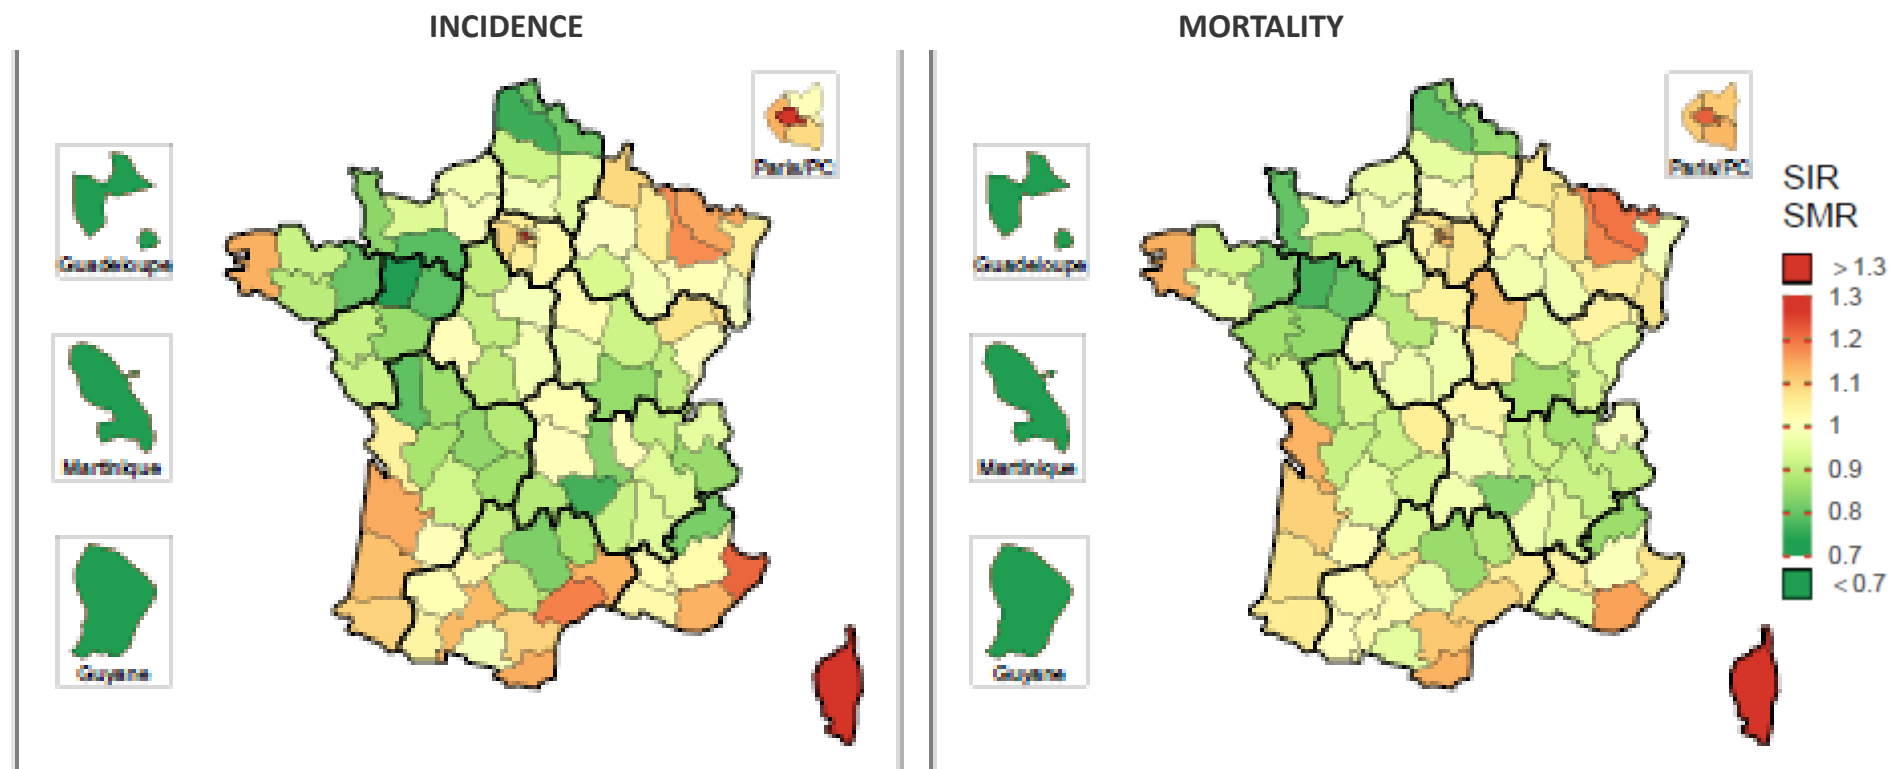 INCIDENCE
MORTALITY
Paris/PC
Guadeloupe
Martinique
Guyane
Paris/PC
Guadeloupe
Martinique
Guyane
SIR
SMR
> 1.3
1.3
1.2
1.1
1
0.9
0.8
0.7
< 0.7